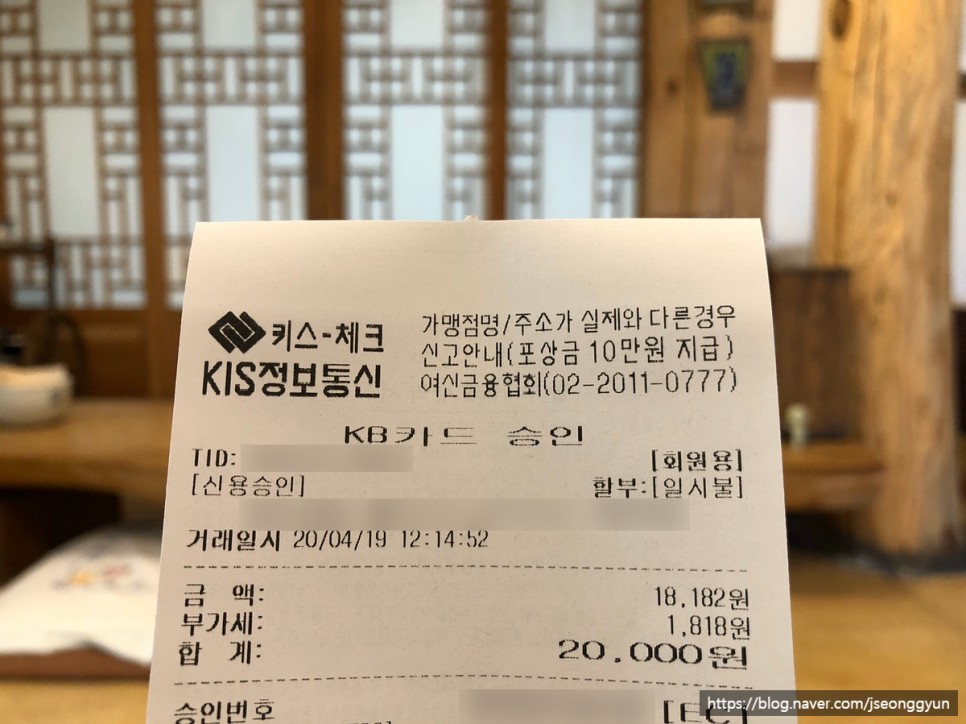 키스-체크
KIS정보통신
가맹점명/주소가 실제와 다른경우
신고안내(포상금 10만원 지급)
여신금융협회(02-2011-0777)
KB카드 승인
TID:
[회원용]
[신용승인]
할부:[일시불]
거래일시 20/04/19 12:14:52
금 액: 18,182원
부가세: 1,818원
합 계: 20,000원
승인번호
https://blog.naver.com/jseonggyun